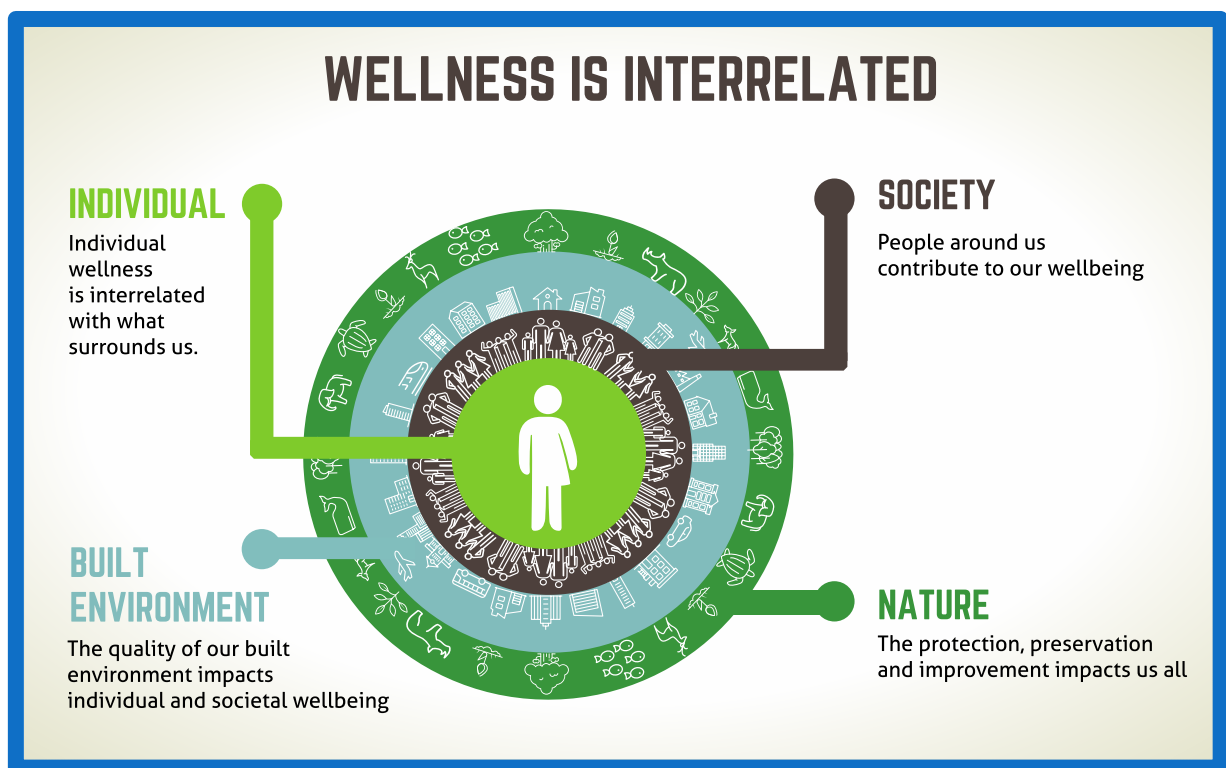 WELLNESS IS INTERRELATED
INDIVIDUAL
Individual
wellness
is interrelated
with what
surrounds us.
SOCIETY
People around us
contribute to our wellbeing
BUILT
ENVIRONMENT
The quality of our built
environment impacts
individual and societal wellbeing
NATURE
The protection, preservation
and improvement impacts us all